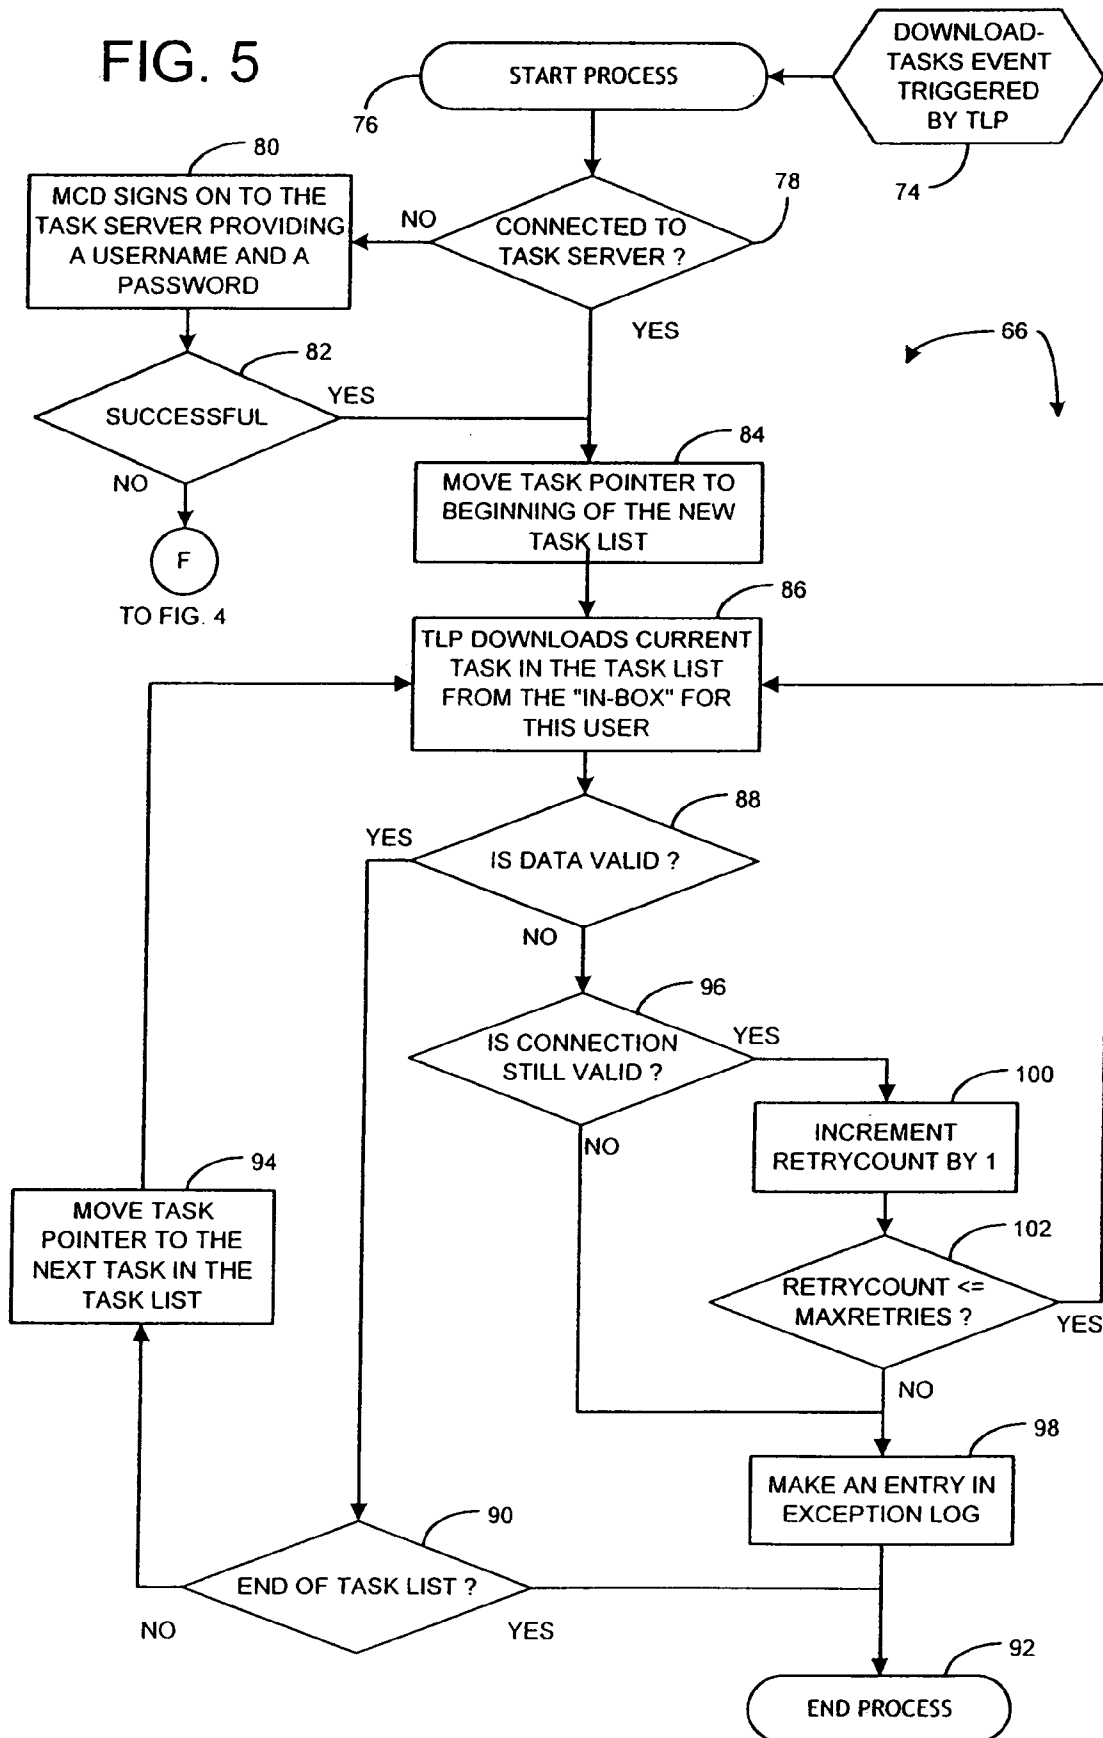 FIG. 5
START PROCESS
DOWNLOAD-
TASKS EVENT
TRIGGERED
BY TLP
76
74
80
MCD SIGNS ON TO THE
TASK SERVER PROVIDING
A USERNAME AND A
PASSWORD
NO
CONNECTED TO
TASK SERVER ?
78
YES
66
82
SUCCESSFUL
YES
NO
F
TO FIG. 4
84
MOVE TASK POINTER TO
BEGINNING OF THE NEW
TASK LIST
86
TLP DOWNLOADS CURRENT
TASK IN THE TASK LIST
FROM THE "IN-BOX" FOR
THIS USER
88
YES
IS DATA VALID ?
NO
96
IS CONNECTION
STILL VALID ?
YES
NO
100
INCREMENT
RETRYCOUNT BY 1
94
MOVE TASK
POINTER TO THE
NEXT TASK IN THE
TASK LIST
102
RETRYCOUNT <=
MAXRETRIES ?
YES
NO
98
MAKE AN ENTRY IN
EXCEPTION LOG
90
END OF TASK LIST ?
NO
YES
92
END PROCESS